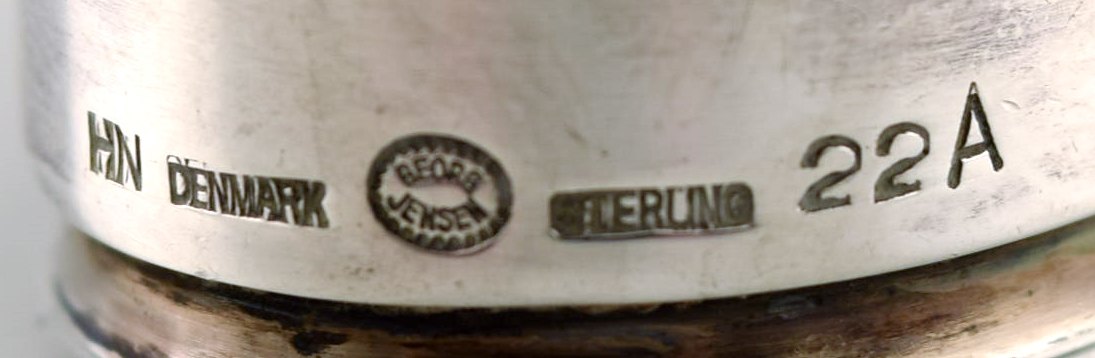 HN DENMARK GEORG JENSEN STERLING 22A